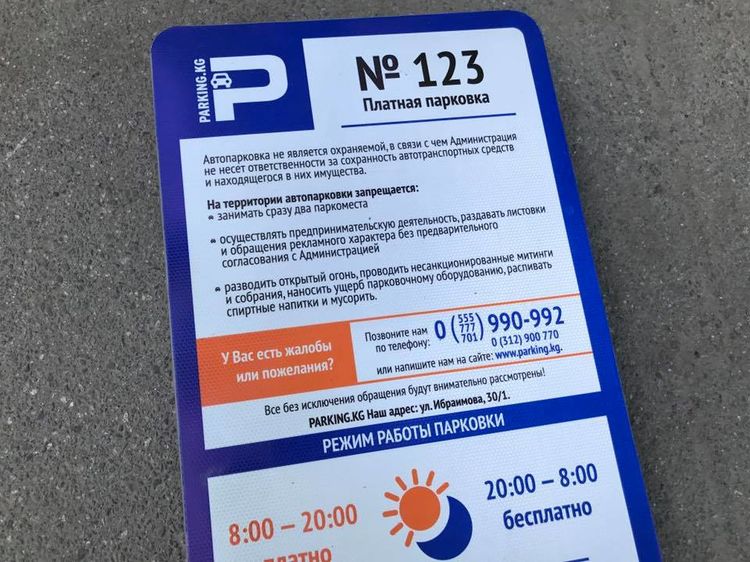 PARKING.KG
P
№ 123
Платная парковка
Автопарковка не является охраняемой, в связи с чем Администрация
не несет ответственности за сохранность автотранспортных средств
и находящегося в них имущества.
На территории автопарковки запрещается:
занимать сразу два паркоместа
осуществлять предпринимательскую деятельность, раздавать листовки
и обращения рекламного характера без предварительного
согласования с Администрацией
разводить открытый огонь, проводить несанкционированные митинги
и собрания, наносить ущерб парковочному оборудованию, распивать
спиртные напитки и мусорить.
У Вас есть жалобы
или пожелания?
Позвоните нам
по телефону:
0 (555 777 701) 990-992
0 (312) 900 770
или напишите нам на сайте: www.parking.kg.
Все без исключения обращения будут внимательно рассмотрены!
PARKING.KG Наш адрес: ул. Ибраимова, 30/1.
РЕЖИМ РАБОТЫ ПАРКОВКИ
8:00 — 20:00
20:00 — 8:00
бесплатно